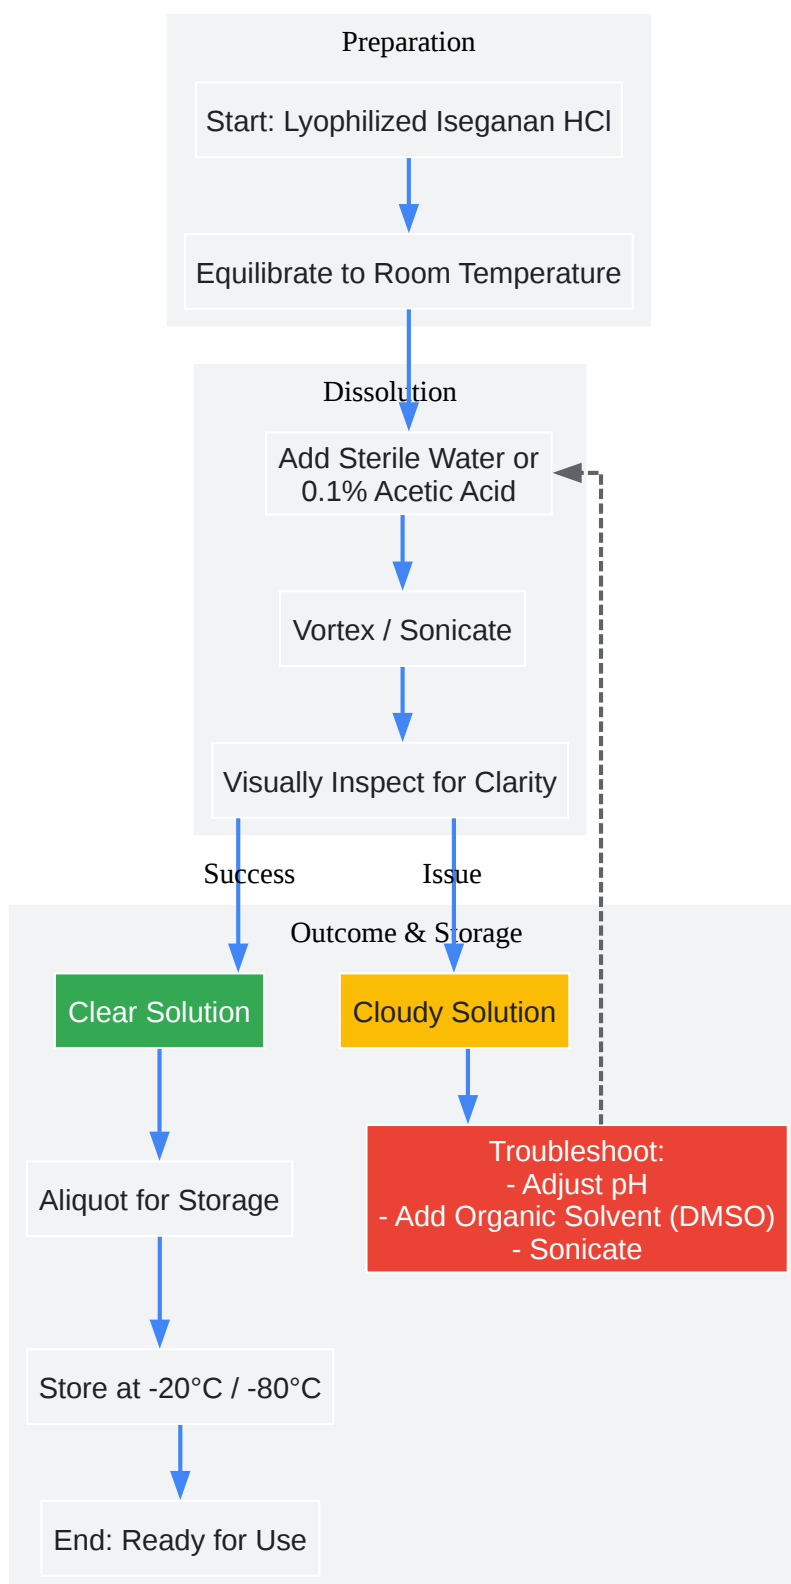 Preparation
Start: Lyophilized Iseganan HCl
Equilibrate to Room Temperature
Dissolution
Add Sterile Water or
0.1% Acetic Acid
Vortex / Sonicate
Visually Inspect for Clarity
Success
Issue
Outcome & Storage
Clear Solution
Cloudy Solution
Troubleshoot:
- Adjust pH
- Add Organic Solvent (DMSO)
- Sonicate
Aliquot for Storage
Store at -20°C / -80°C
End: Ready for Use